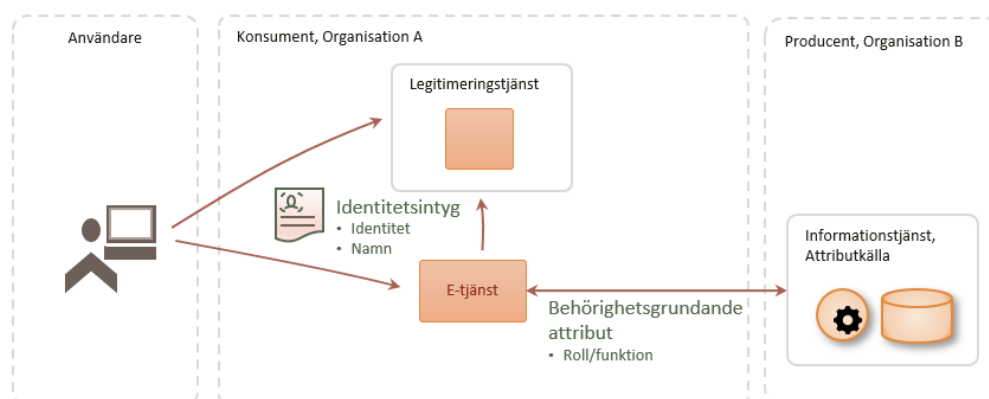 Användare
Konsument, Organisation A
Producent, Organisation B
Legitimeringstjänst
Identitetsintyg
• Identitet
• Namn
E-tjänst
Behörighetsgrundande
attribut
• Roll/funktion
Informationstjänst,
Attributkälla